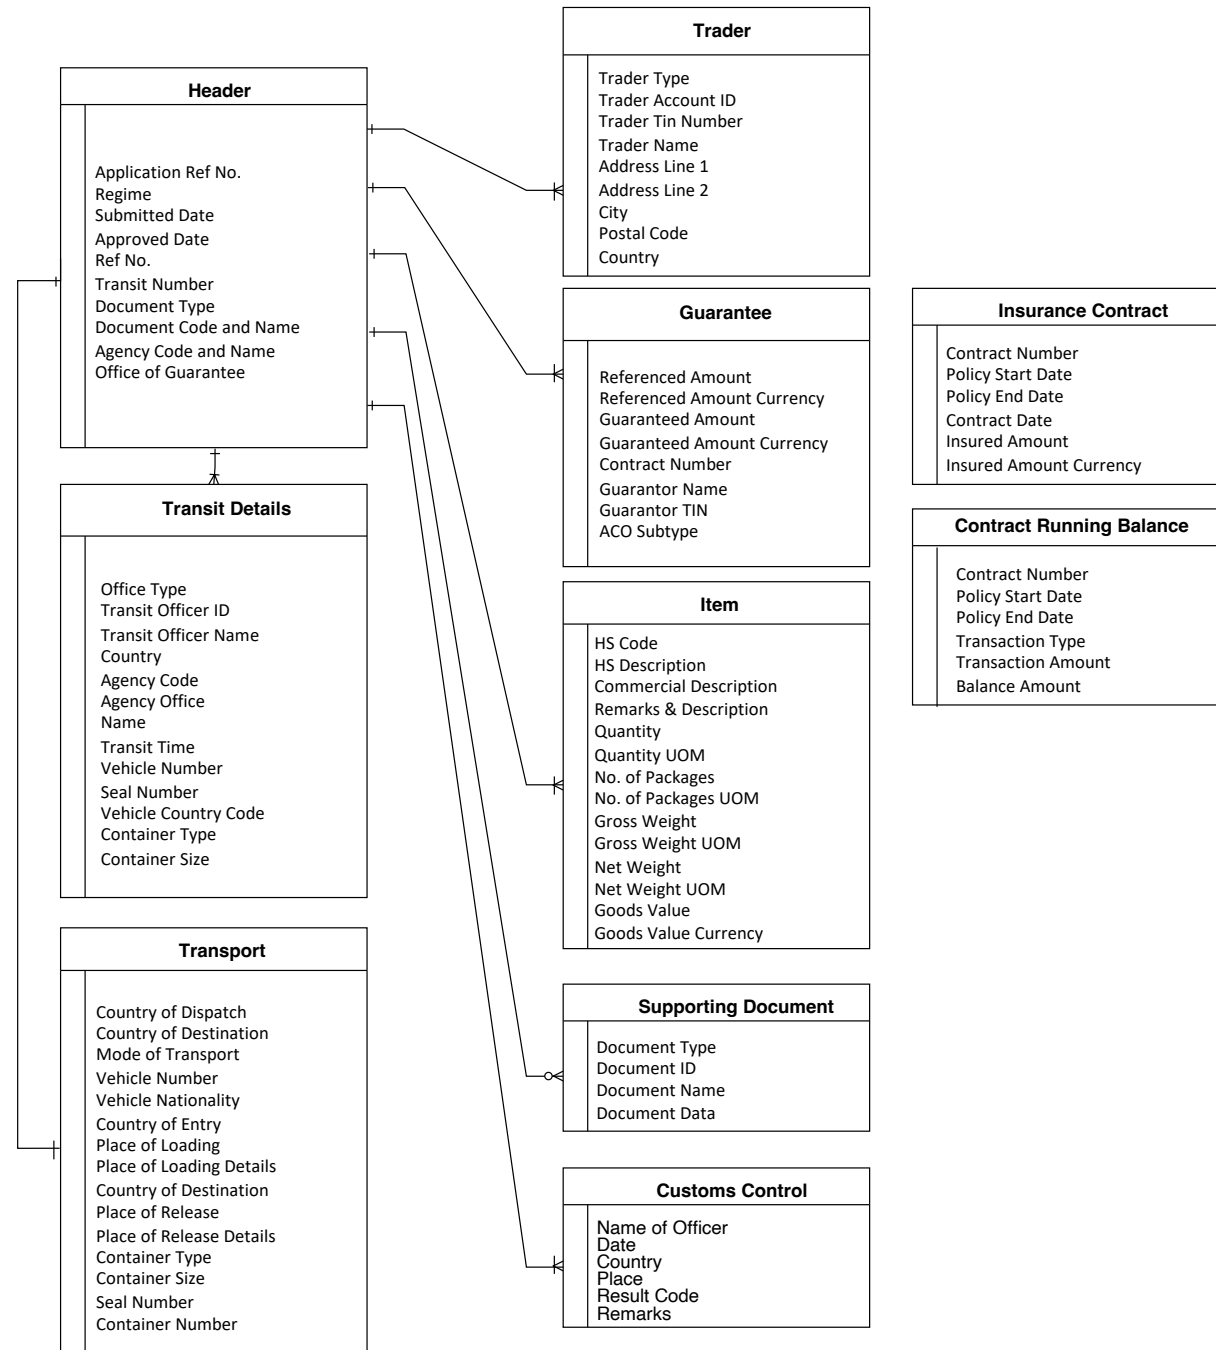 Header
Application Ref No.
Regime
Submitted Date
Approved Date
Ref No.
Transit Number
Document Type
Document Code and Name
Agency Code and Name
Office of Guarantee
Transit Details
Office Type
Transit Officer ID
Transit Officer Name
Country
Agency Code
Agency Office
Name
Transit Time
Vehicle Number
Seal Number
Vehicle Country Code
Container Type
Container Size
Transport
Country of Dispatch
Country of Destination
Mode of Transport
Vehicle Number
Vehicle Nationality
Country of Entry
Place of Loading
Place of Loading Details
Country of Destination
Place of Release
Place of Release Details
Container Type
Container Size
Seal Number
Container Number
Trader
Trader Type
Trader Account ID
Trader Tin Number
Trader Name
Address Line 1
Address Line 2
City
Postal Code
Country
Guarantee
Referenced Amount
Referenced Amount Currency
Guaranteed Amount
Guaranteed Amount Currency
Contract Number
Guarantor Name
Guarantor TIN
ACO Subtype
Item
HS Code
HS Description
Commercial Description
Remarks & Description
Quantity
Quantity UOM
No. of Packages
No. of Packages UOM
Gross Weight
Gross Weight UOM
Net Weight
Net Weight UOM
Goods Value
Goods Value Currency
Supporting Document
Document Type
Document ID
Document Name
Document Data
Customs Control
Name of Officer
Date
Country
Place
Result Code
Remarks
Insurance Contract
Contract Number
Policy Start Date
Policy End Date
Contract Date
Insured Amount
Insured Amount Currency
Contract Running Balance
Contract Number
Policy Start Date
Policy End Date
Transaction Type
Transaction Amount
Balance Amount